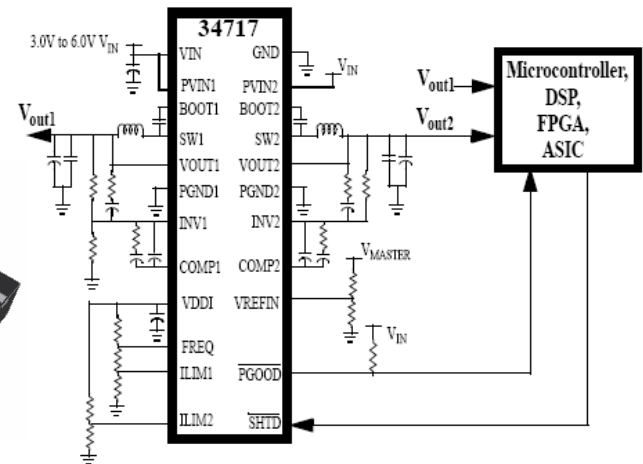 34717
3.0V to 6.0V VIN
VIN
GND
VIN
PVIN1
PVIN2
Vout1
BOOT1
BOOT2
Vout1
Vout2
Microcontroller,
DSP,
FPGA,
ASIC
SW1
SW2
VOUT1
VOUT2
PGND1
PGND2
INV1
INV2
COMP1
COMP2
VMASTER
VDDI
VREFIN
VIN
FREQ
ILIM1
PGOOD
ILIM2
SHTD